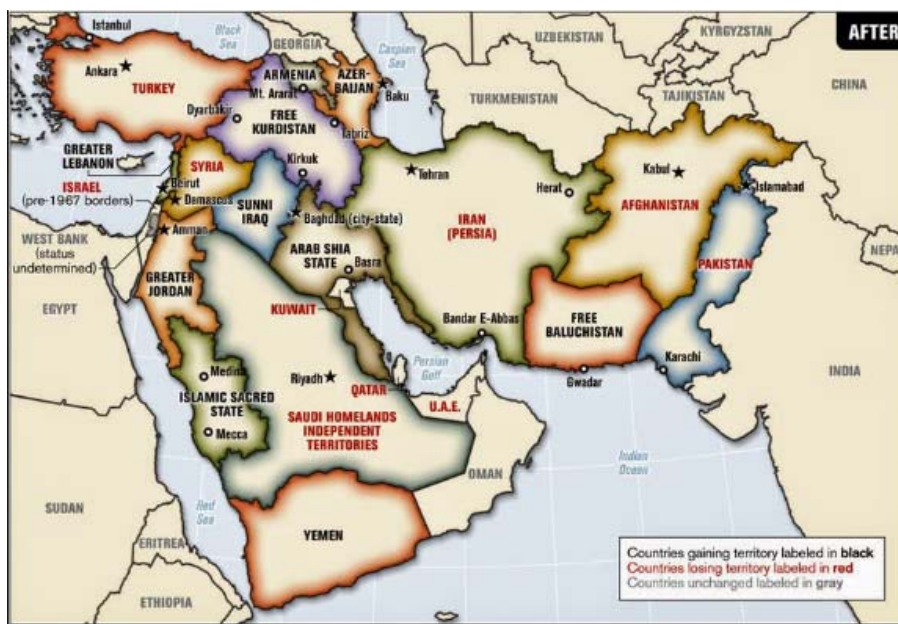 Istanbul
Black
Sea
GEORGIA
Caspian
Sea
UZBEKISTAN
KYRGYZSTAN
AFTER
Ankara
TURKEY
ARMENIA
Mt. Ararat
AZER-
BAIJAN
Baku
TURKMENISTAN
TAJIKISTAN
CHINA
Dyarbakir
FREE
KURDISTAN
Tabriz
GREATER
LEBANON
SYRIA
Kirkuk
Tehran
Herat
Kabul
Islamabad
ISRAEL
(pre-1967 borders)
Beirut
Damascus
SUNNI
IRAQ
Baghdad (city-state)
IRAN
(PERSIA)
AFGHANISTAN
WEST BANK
(status
undetermined)
Amman
ARAB SHIA
STATE
Basra
PAKISTAN
NEPA
GREATER
JORDAN
EGYPT
KUWAIT
Bandar E-Abbas
FREE
BALUCHISTAN
Karachi
Persian
Gulf
Gwadar
INDIA
Medina
Riyadh
QATAR
ISLAMIC SACRED
STATE
Mecca
SAUDI HOMELANDS
INDEPENDENT
TERRITORIES
U.A.E.
OMAN
Indian
Ocean
SUDAN
Red
Sea
YEMEN
ERITREA
ETHIOPIA
Countries gaining territory labeled in black
Countries losing territory labeled in red
Countries unchanged labeled in gray